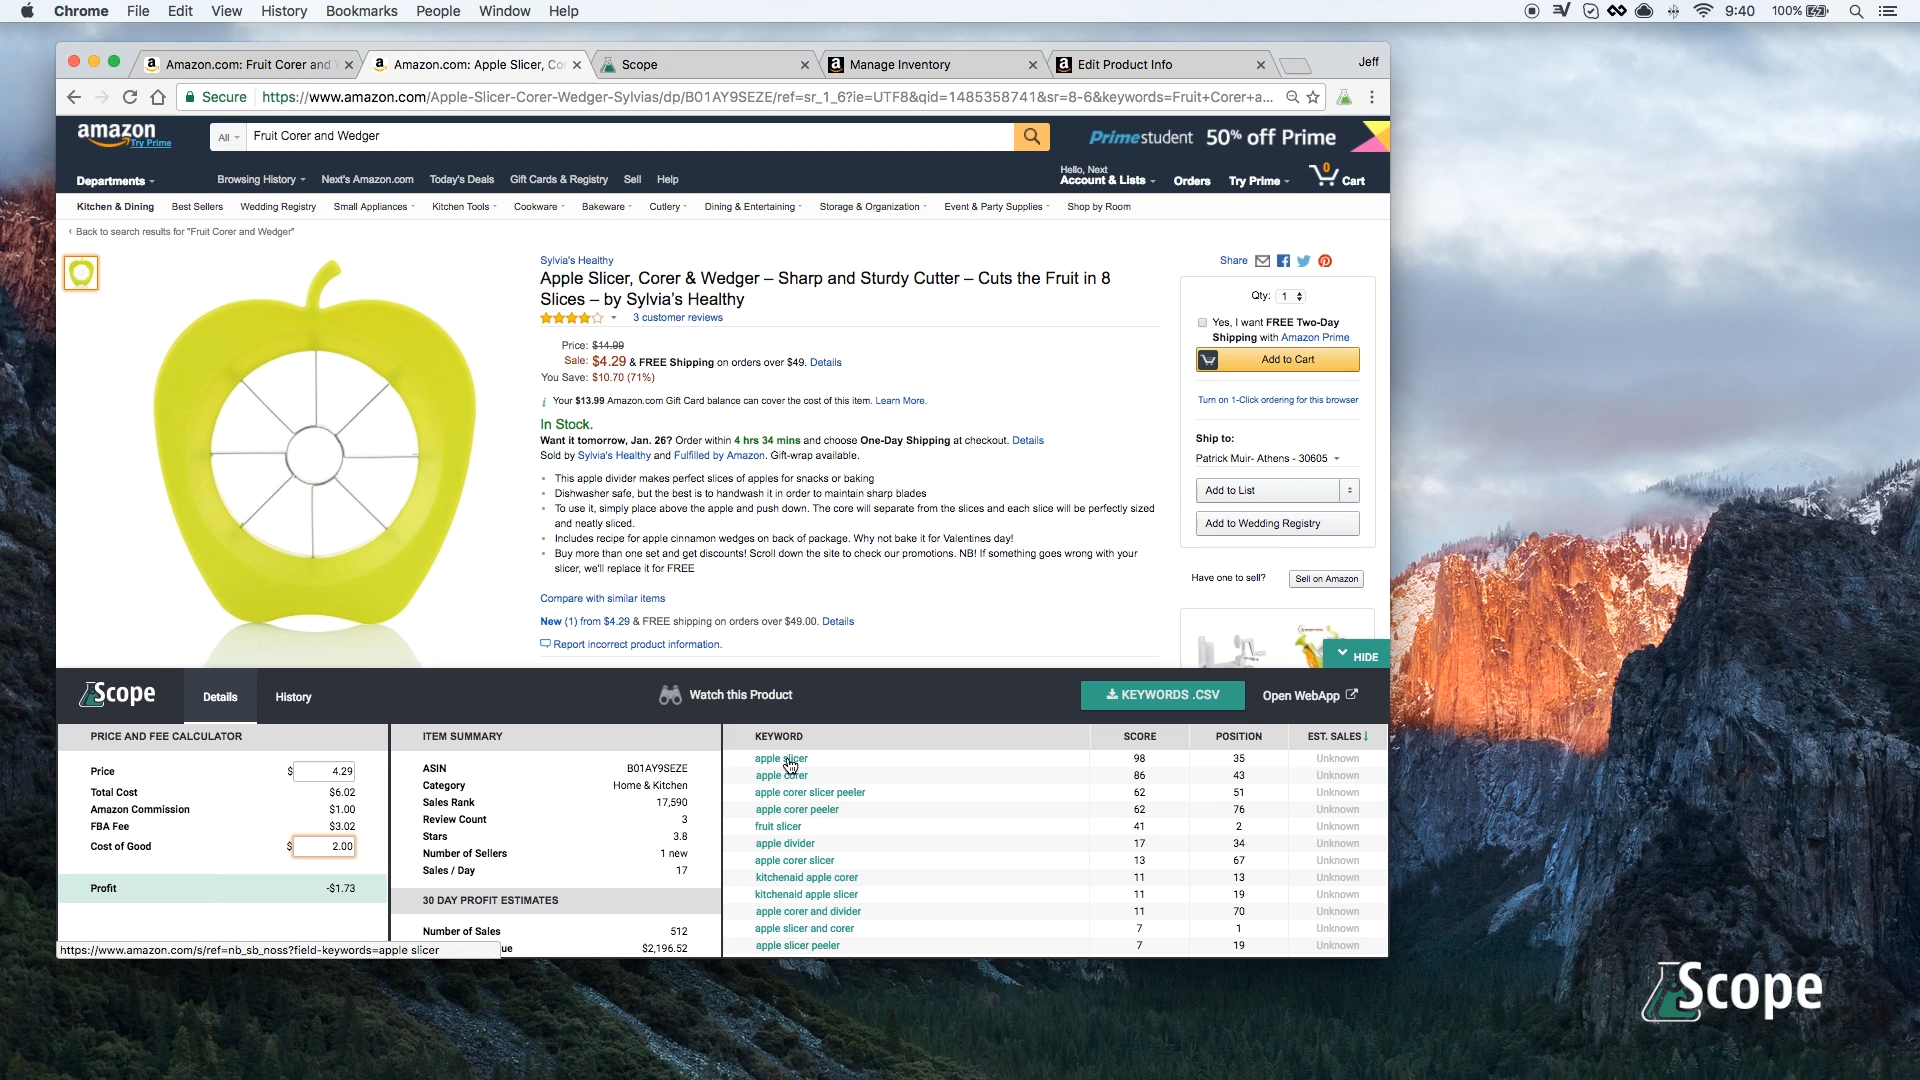 Chrome File Edit View History Bookmarks People Window Help 9:40 100%
Amazon.com: Fruit Corer and
Amazon.com: Apple Slicer, Co
Scope
Manage Inventory
Edit Product Info
Jeff
Secure https://www.amazon.com/Apple-Slicer-Corer-Wedger-Sylvias/dp/B01AY9SEZE/ref=sr_1_6?ie=UTF8&qid=1485358741&sr=8-6&keywords=Fruit+Corer+a...
amazon
Try Prime
All Fruit Corer and Wedger
Prime student 50% off Prime
Departments
Browsing History Next's Amazon.com Today's Deals Gift Cards & Registry Sell Help
Hello, Next
Account & Lists Orders Try Prime 0 Cart
Kitchen & Dining Best Sellers Wedding Registry Small Appliances Kitchen Tools Cookware Bakeware Cutlery Dining & Entertaining Storage & Organization Event & Party Supplies Shop by Room
‹ Back to search results for "Fruit Corer and Wedger"
Sylvia's Healthy
Apple Slicer, Corer & Wedger – Sharp and Sturdy Cutter – Cuts the Fruit in 8
Slices – by Sylvia's Healthy
3 customer reviews
Price: $14.99
Sale: $4.29 & FREE Shipping on orders over $49. Details
You Save: $10.70 (71%)
i Your $13.99 Amazon.com Gift Card balance can cover the cost of this item. Learn More.
In Stock.
Want it tomorrow, Jan. 26? Order within 4 hrs 34 mins and choose One-Day Shipping at checkout. Details
Sold by Sylvia's Healthy and Fulfilled by Amazon. Gift-wrap available.
• This apple divider makes perfect slices of apples for snacks or baking
• Dishwasher safe, but the best is to handwash it in order to maintain sharp blades
• To use it, simply place above the apple and push down. The core will separate from the slices and each slice will be perfectly sized
and neatly sliced.
• Includes recipe for apple cinnamon wedges on back of package. Why not bake it for Valentines day!
• Buy more than one set and get discounts! Scroll down the site to check our promotions. NB! If something goes wrong with your
slicer, we'll replace it for FREE
Compare with similar items
New (1) from $4.29 & FREE shipping on orders over $49.00. Details
Report incorrect product information.
Share
Qty: 1
Yes, I want FREE Two-Day
Shipping with Amazon Prime
Add to Cart
Turn on 1-Click ordering for this browser
Ship to:
Patrick Muir- Athens - 30605
Add to List
Add to Wedding Registry
Have one to sell? Sell on Amazon
HIDE
Scope Details History Watch this Product KEYWORDS .CSV Open WebApp
PRICE AND FEE CALCULATOR
Price $ 4.29
Total Cost $6.02
Amazon Commission $1.00
FBA Fee $3.02
Cost of Good $ 2.00
Profit -$1.73
ITEM SUMMARY
ASIN B01AY9SEZE
Category Home & Kitchen
Sales Rank 17,590
Review Count 3
Stars 3.8
Number of Sellers 1 new
Sales / Day 17
30 DAY PROFIT ESTIMATES
Number of Sales 512
ue $2,196.52
KEYWORD SCORE POSITION EST. SALES
apple slicer 98 35 Unknown
apple corer 86 43 Unknown
apple corer slicer peeler 62 51 Unknown
apple corer peeler 62 76 Unknown
fruit slicer 41 2 Unknown
apple divider 17 34 Unknown
apple corer slicer 13 67 Unknown
kitchenaid apple corer 11 13 Unknown
kitchenaid apple slicer 11 19 Unknown
apple corer and divider 11 70 Unknown
apple slicer and corer 7 1 Unknown
apple slicer peeler 7 19 Unknown
https://www.amazon.com/s/ref=nb_sb_noss?field-keywords=apple slicer
Scope